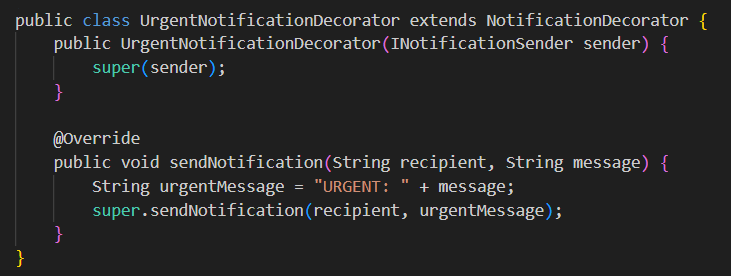 public class UrgentNotificationDecorator extends NotificationDecorator {
    public UrgentNotificationDecorator(INotificationSender sender) {
        super(sender);
    }

    @Override
    public void sendNotification(String recipient, String message) {
        String urgentMessage = "URGENT: " + message;
        super.sendNotification(recipient, urgentMessage);
    }
}